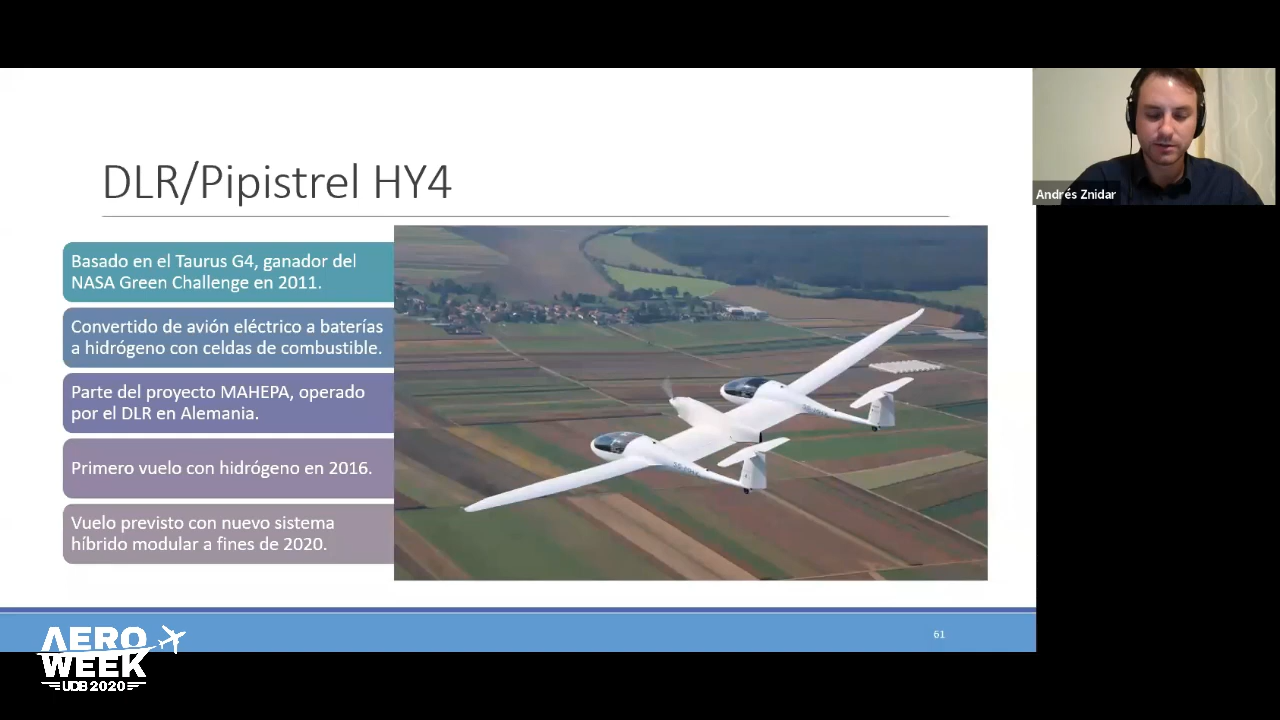 DLR/Pipistrel HY4
Basado en el Taurus G4, ganador del
NASA Green Challenge en 2011.
Convertido de avión eléctrico a baterías
a hidrógeno con celdas de combustible.
Parte del proyecto MAHEPA, operado
por el DLR en Alemania.
Primero vuelo con hidrógeno en 2016.
Vuelo previsto con nuevo sistema
híbrido modular a fines de 2020.
61
Andrés Znidar
AERO
WEEK
UDB 2020